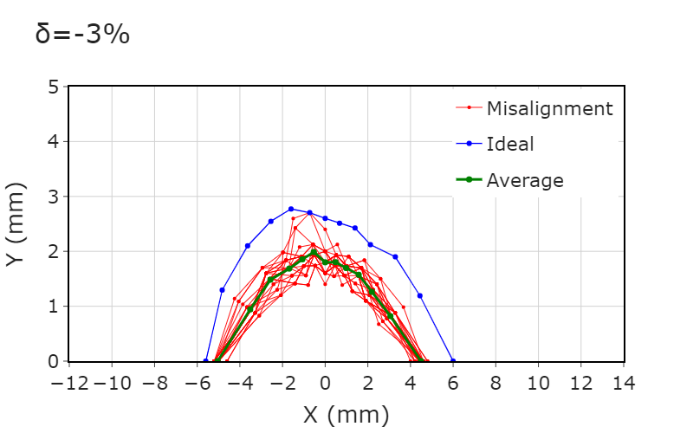 δ=-3%
Misalignment
Ideal
Average
5
4
3
2
1
0
Y (mm)
−12 −10 −8 −6 −4 −2 0 2 4 6 8 10 12 14
X (mm)